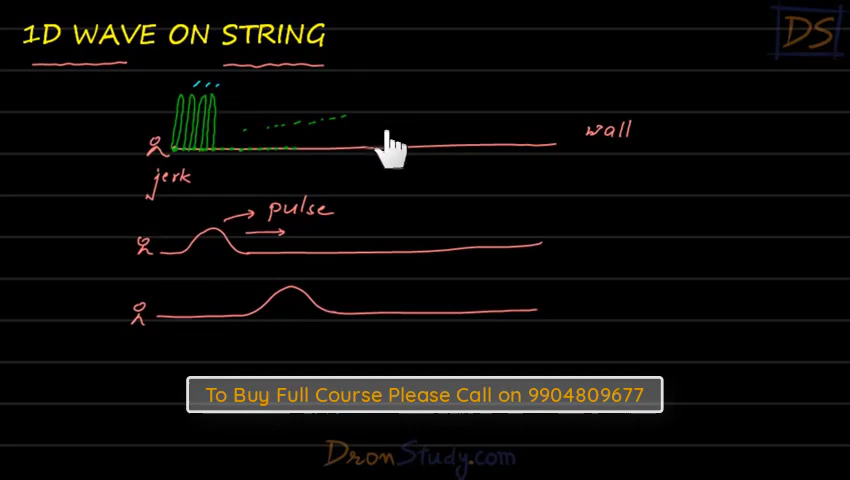 1D WAVE ON STRING
DS
wall
jerk
pulse
To Buy Full Course Please Call on 9904809677
DronStudy.com